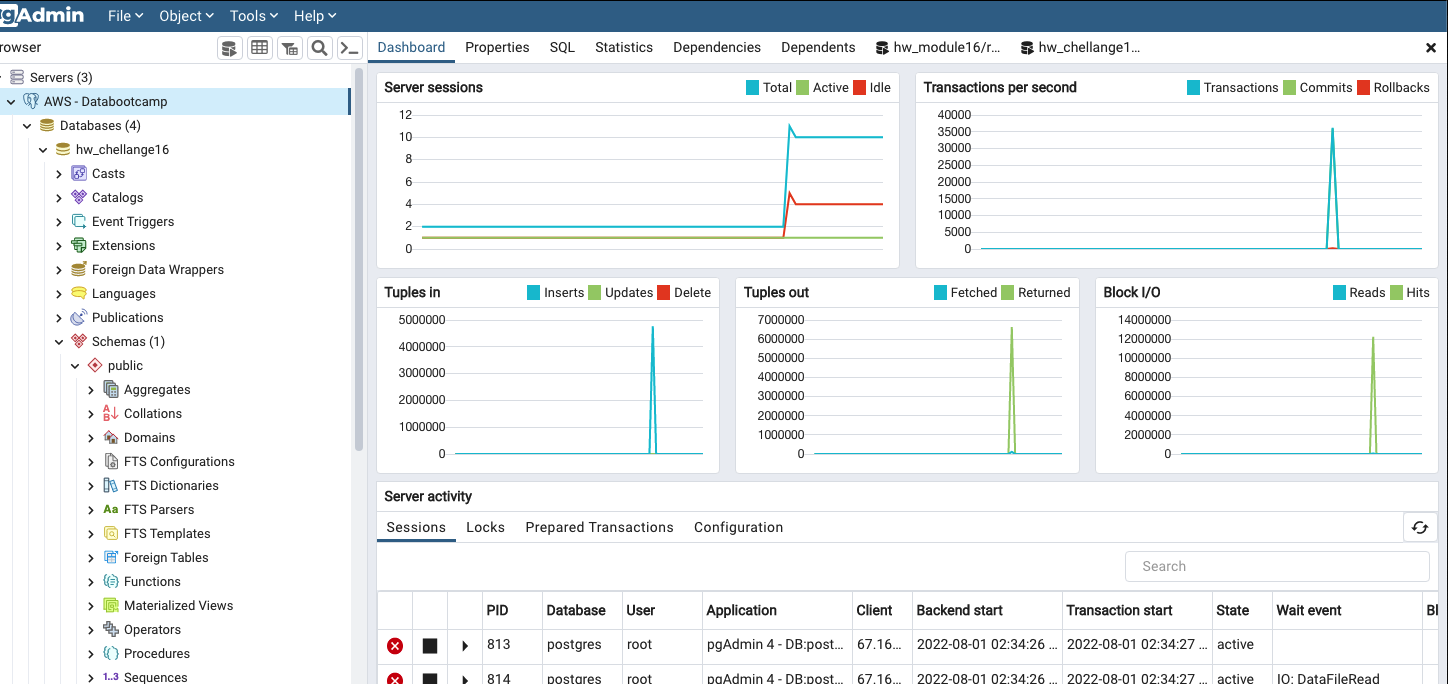 gAdmin File Object Tools Help
rowser
Dashboard Properties SQL Statistics Dependencies Dependents hw_module16/r... hw_chellange1...
Servers (3)
AWS - Databootcamp
Databases (4)
hw_chellange16
Casts
Catalogs
Event Triggers
Extensions
Foreign Data Wrappers
Languages
Publications
Schemas (1)
public
Aggregates
Collations
Domains
FTS Configurations
FTS Dictionaries
FTS Parsers
FTS Templates
Foreign Tables
Functions
Materialized Views
Operators
Procedures
1..3 Sequences
Server sessions Total Active Idle
12
10
8
6
4
2
0
Transactions per second Transactions Commits Rollbacks
40000
35000
30000
25000
20000
15000
10000
5000
0
Tuples in Inserts Updates Delete
5000000
4000000
3000000
2000000
1000000
0
Tuples out Fetched Returned
7000000
6000000
5000000
4000000
3000000
2000000
1000000
0
Block I/O Reads Hits
14000000
12000000
10000000
8000000
6000000
4000000
2000000
0
Server activity
Sessions Locks Prepared Transactions Configuration
Search
PID Database User Application Client Backend start Transaction start State Wait event Bl
813 postgres root pgAdmin 4 - DB:post... 67.16... 2022-08-01 02:34:26 ... 2022-08-01 02:34:27 ... active
814 postgres root pgAdmin 4 - DB:post... 67.16... 2022-08-01 02:34:26 ... 2022-08-01 02:34:27 ... active IO: DataFileRead